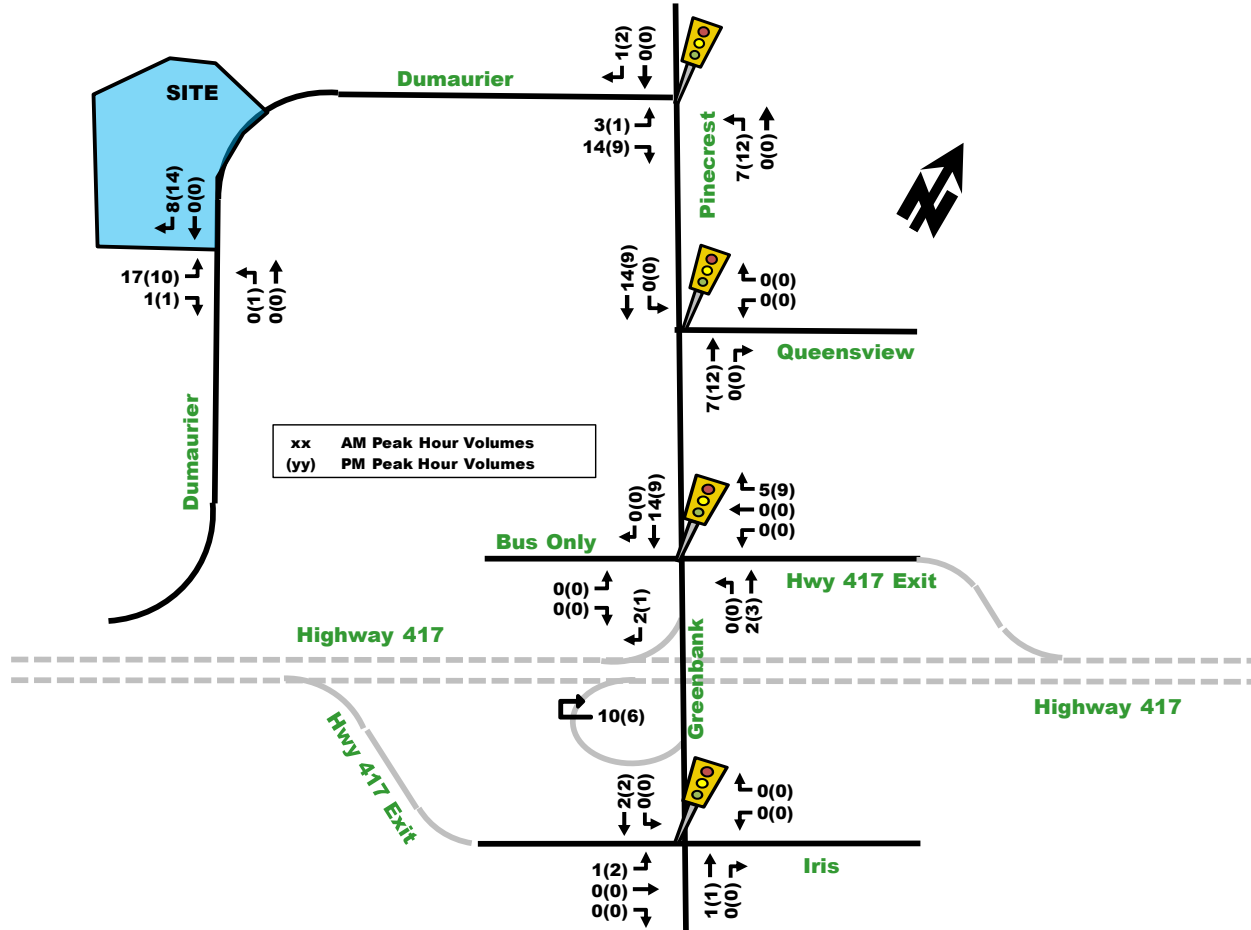 1(2)
0(0)
Dumaurier
SITE
3(1)
14(9)
Pinecrest
7(12)
0(0)
8(14)
0(0)
17(10)
1(1)
0(1)
0(0)
14(9)
0(0)
0(0)
0(0)
Queensview
7(12)
0(0)
Dumaurier
xx AM Peak Hour Volumes
(yy) PM Peak Hour Volumes
0(0)
14(9)
5(9)
0(0)
0(0)
Bus Only
Hwy 417 Exit
0(0)
0(0)
2(1)
0(0)
2(3)
Highway 417
Greenbank
Highway 417
10(6)
Hwy 417 Exit
2(2)
0(0)
0(0)
0(0)
Iris
1(2)
0(0)
0(0)
1(1)
0(0)